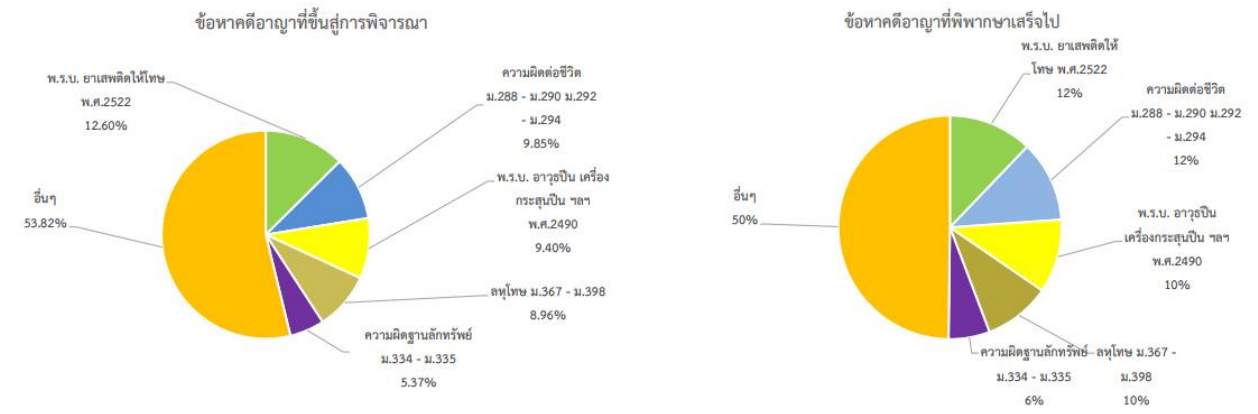 ข้อหาคดีอาญาที่ขึ้นสู่การพิจารณา
พ.ร.บ. ยาเสพติดให้โทษ
พ.ศ.2522
12.60%
ความผิดต่อชีวิต
ม.288 - ม.290 ม.292
- ม.294
9.85%
พ.ร.บ. อาวุธปืน เครื่อง
กระสุนปืน ฯลฯ
พ.ศ.2490
9.40%
ลหุโทษ ม.367 - ม.398
8.96%
ความผิดฐานลักทรัพย์
ม.334 - ม.335
5.37%
อื่นๆ
53.82%
ข้อหาคดีอาญาที่พิพากษาเสร็จไป
พ.ร.บ. ยาเสพติดให้
โทษ พ.ศ.2522
12%
ความผิดต่อชีวิต
ม.288 - ม.290 ม.292
- ม.294
12%
พ.ร.บ. อาวุธปืน
เครื่องกระสุนปืน ฯลฯ
พ.ศ.2490
10%
ลหุโทษ ม.367 -
ม.398
10%
ความผิดฐานลักทรัพย์
ม.334 - ม.335
6%
อื่นๆ
50%